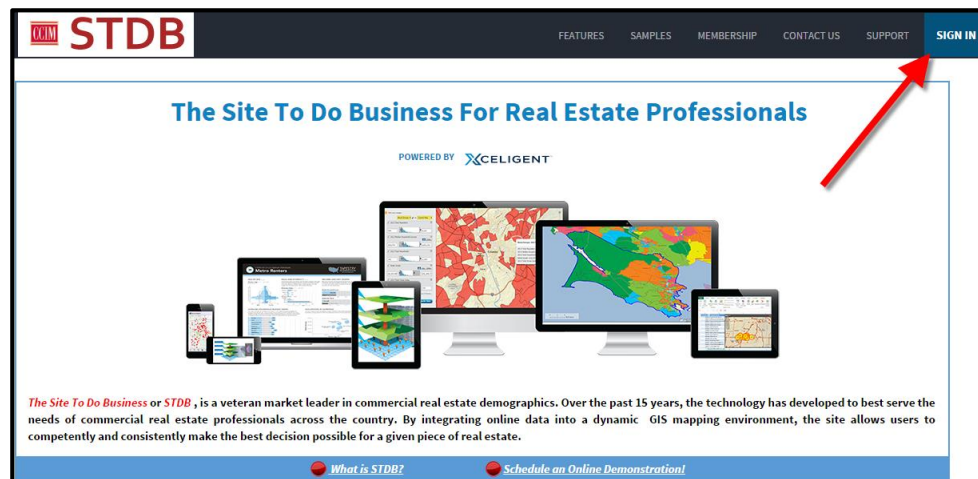 CCIM STDB
FEATURES SAMPLES MEMBERSHIP CONTACT US SUPPORT SIGN IN
The Site To Do Business For Real Estate Professionals
POWERED BY XCELIGENT
Metro Renters
The Site To Do Business or STDB , is a veteran market leader in commercial real estate demographics. Over the past 15 years, the technology has developed to best serve the
needs of commercial real estate professionals across the country. By integrating online data into a dynamic GIS mapping environment, the site allows users to
competently and consistently make the best decision possible for a given piece of real estate.
What is STDB? Schedule an Online Demonstration!